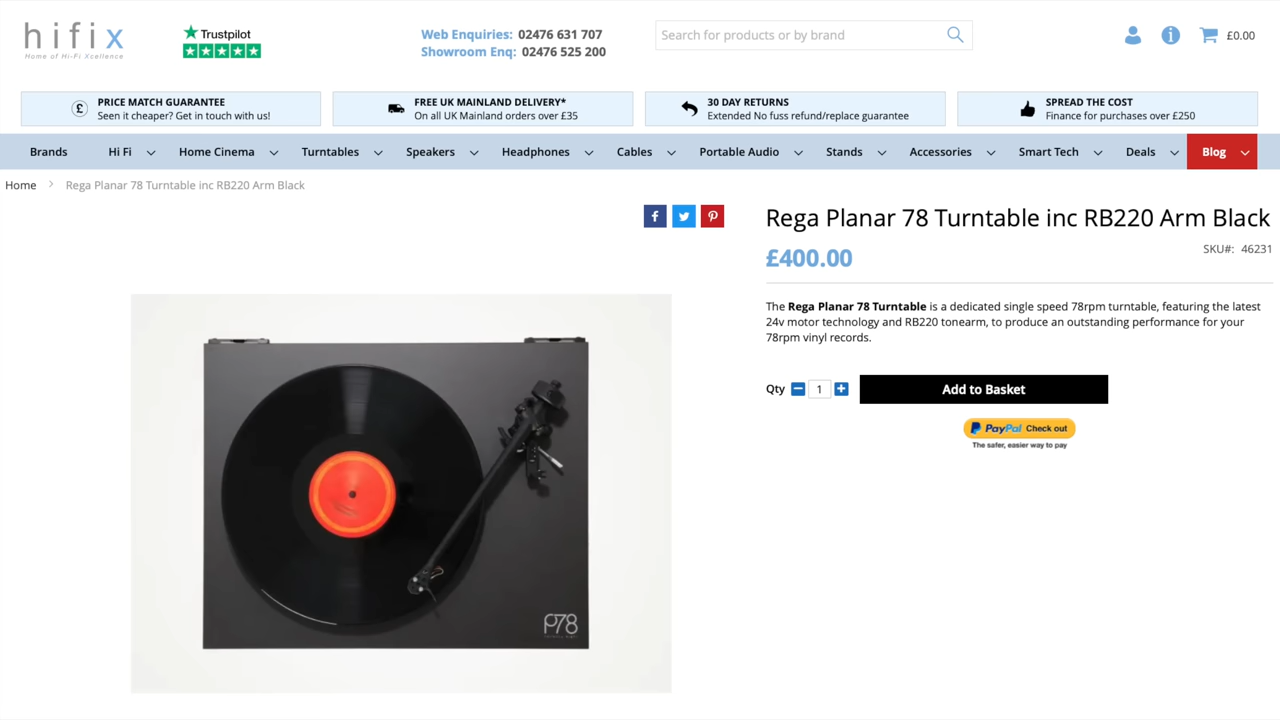 hifix
Home of Hi-Fi Xcellence
Trustpilot
Web Enquiries: 02476 631 707
Showroom Enq: 02476 525 200
Search for products or by brand
£0.00
PRICE MATCH GUARANTEE
Seen it cheaper? Get in touch with us!
FREE UK MAINLAND DELIVERY*
On all UK Mainland orders over £35
30 DAY RETURNS
Extended No fuss refund/replace guarantee
SPREAD THE COST
Finance for purchases over £250
Brands Hi Fi Home Cinema Turntables Speakers Headphones Cables Portable Audio Stands Accessories Smart Tech Deals Blog
Home Rega Planar 78 Turntable inc RB220 Arm Black
Rega Planar 78 Turntable inc RB220 Arm Black
£400.00
SKU#: 46231
The Rega Planar 78 Turntable is a dedicated single speed 78rpm turntable, featuring the latest
24v motor technology and RB220 tonearm, to produce an outstanding performance for your
78rpm vinyl records.
Qty 1 Add to Basket
PayPal Check out
The safer, easier way to pay
P78